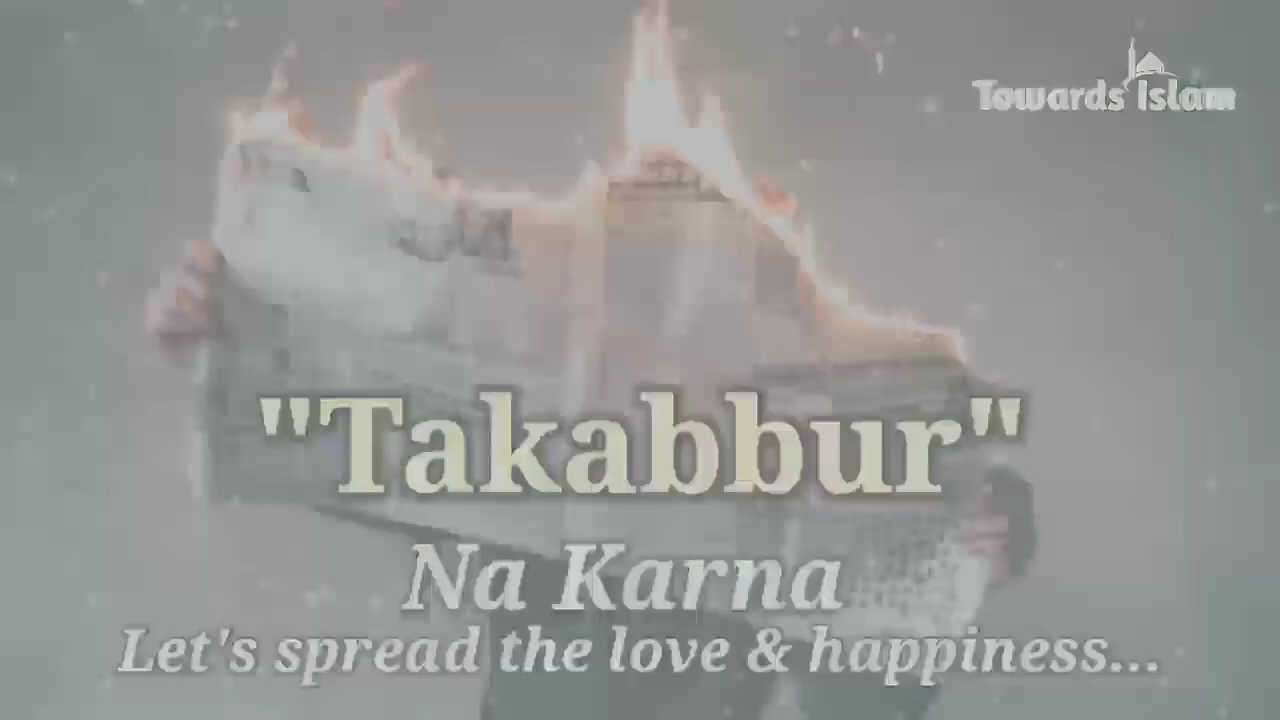 Towards Islam
"Takabbur"
Na Karna
Let's spread the love & happiness...